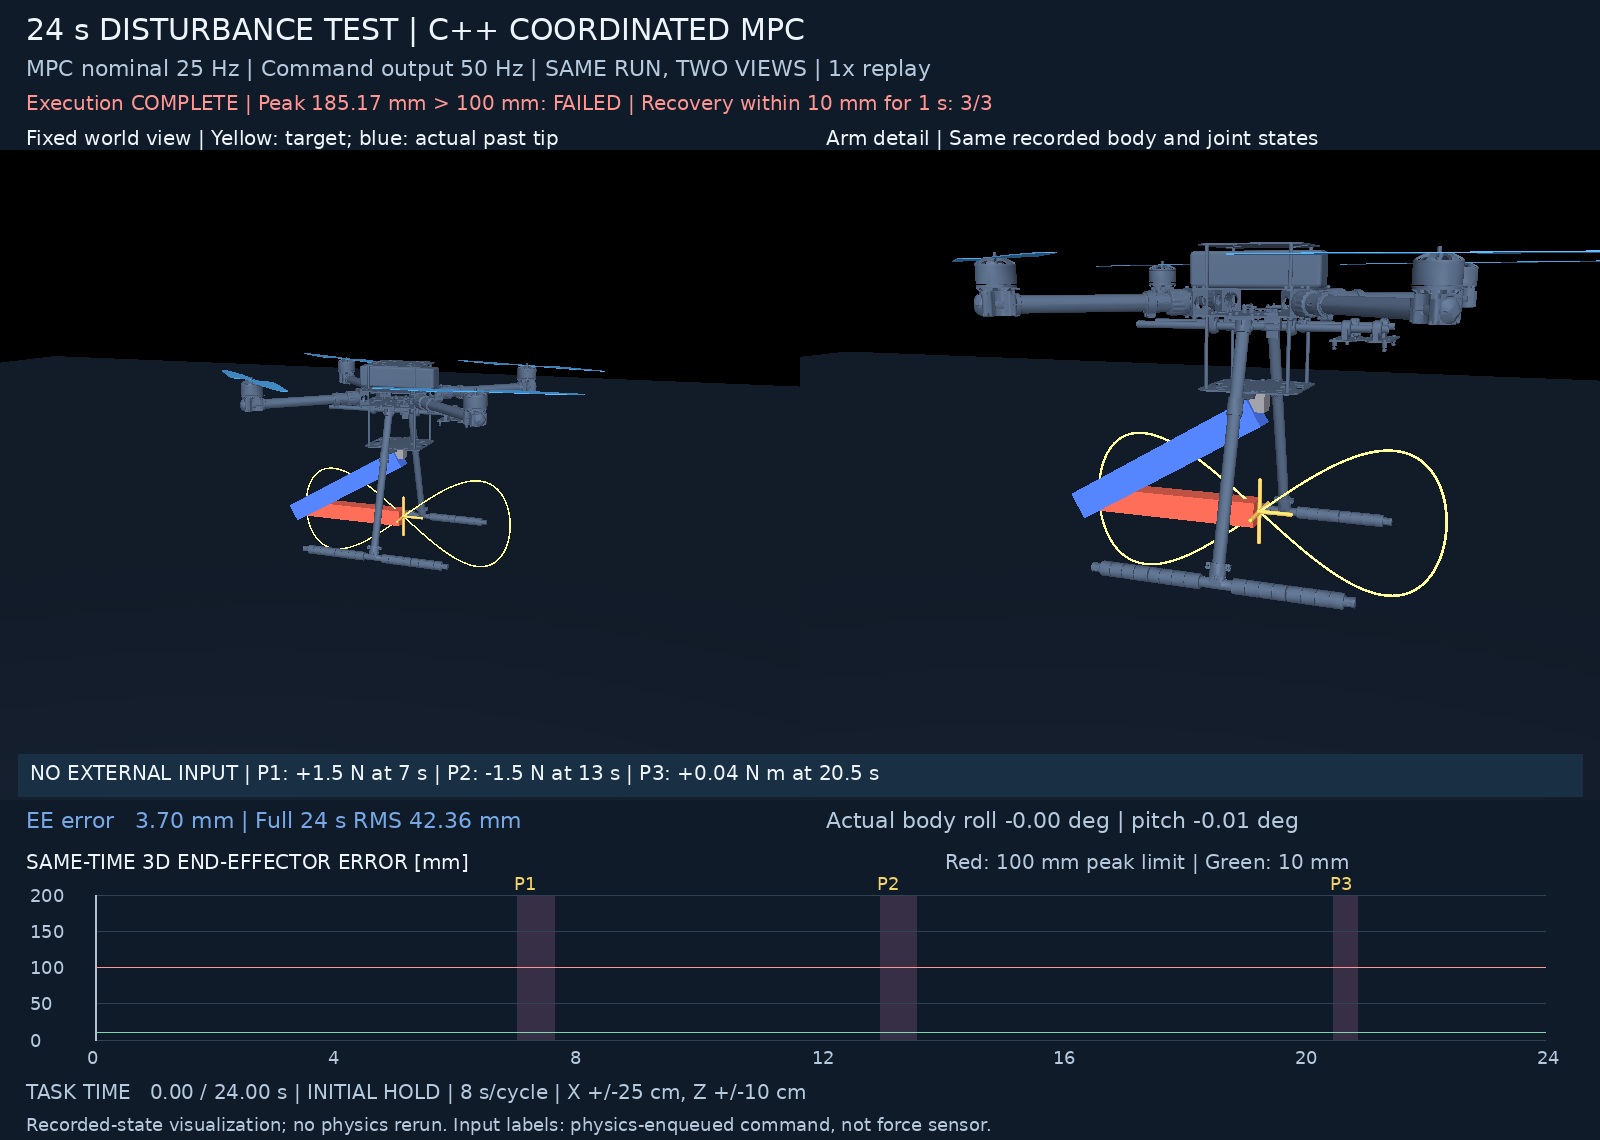 24 s DISTURBANCE TEST | C++ COORDINATED MPC
MPC nominal 25 Hz | Command output 50 Hz | SAME RUN, TWO VIEWS | 1x replay
Execution COMPLETE | Peak 185.17 mm > 100 mm: FAILED | Recovery within 10 mm for 1 s: 3/3
Fixed world view | Yellow: target; blue: actual past tip
Arm detail | Same recorded body and joint states
NO EXTERNAL INPUT | P1: +1.5 N at 7 s | P2: -1.5 N at 13 s | P3: +0.04 N m at 20.5 s
EE error 3.70 mm | Full 24 s RMS 42.36 mm
Actual body roll -0.00 deg | pitch -0.01 deg
SAME-TIME 3D END-EFFECTOR ERROR [mm]
Red: 100 mm peak limit | Green: 10 mm
P1 P2 P3
200
150
100
50
0
0 4 8 12 16 20 24
TASK TIME 0.00 / 24.00 s | INITIAL HOLD | 8 s/cycle | X +/-25 cm, Z +/-10 cm
Recorded-state visualization; no physics rerun. Input labels: physics-enqueued command, not force sensor.